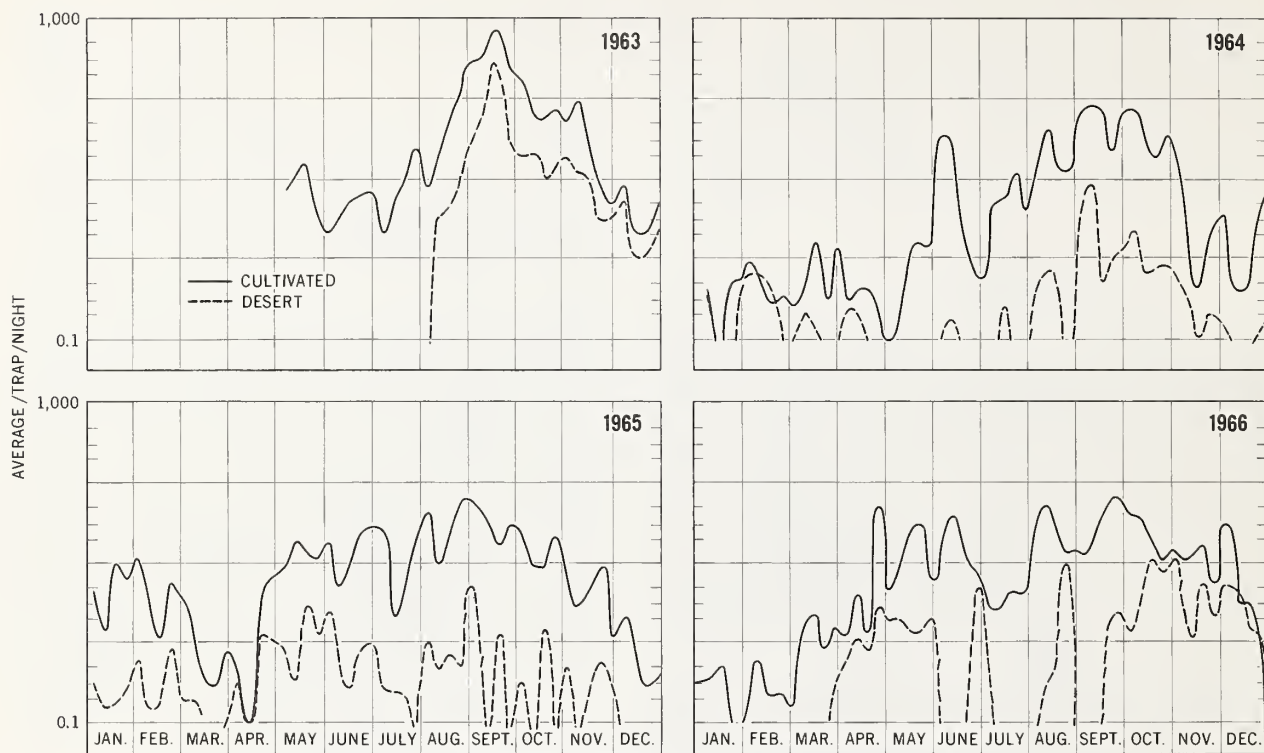 1,000
1963
1964
CULTIVATED
DESERT
0.1
AVERAGE/TRAP/NIGHT
1,000
1965
1966
0.1
JAN. FEB. MAR. APR. MAY JUNE JULY AUG. SEPT. OCT. NOV. DEC.
JAN. FEB. MAR. APR. MAY JUNE JULY AUG. SEPT. OCT. NOV. DEC.